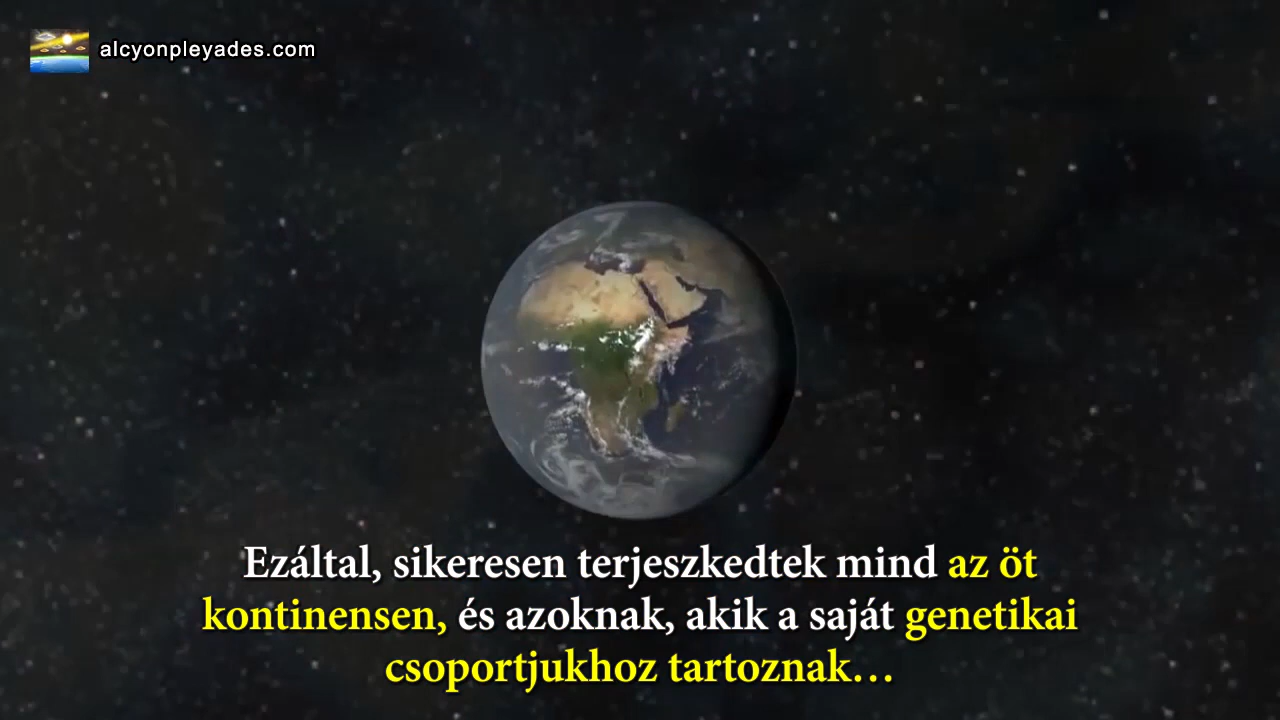 alcyonpleyades.com
Ezáltal, sikeresen terjeszkedtek mind az öt
kontinensen, és azoknak, akik a saját genetikai
csoportjukhoz tartoznak…